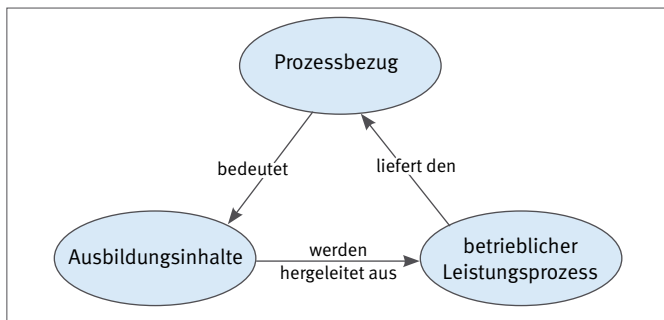 Prozessbezug
bedeutet
liefert den
Ausbildungsinhalte
werden
hergeleitet aus
betrieblicher
Leistungsprozess